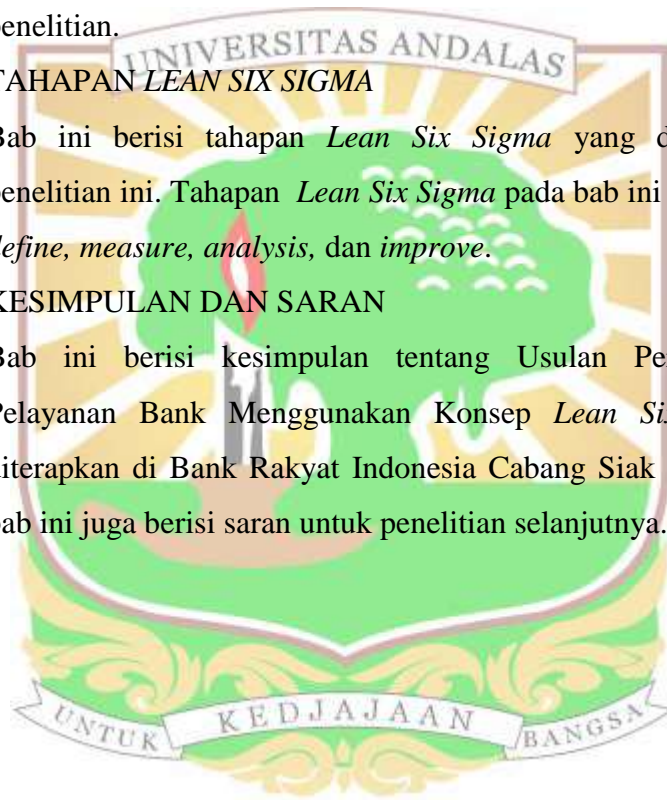 penelitian.
UNIVERSITAS ANDALAS
TAHAPAN LEAN SIX SIGMA
Bab ini berisi tahapan Lean Six Sigma yang d
penelitian ini. Tahapan Lean Six Sigma pada bab ini
define, measure, analysis, dan improve.
KESIMPULAN DAN SARAN
Bab ini berisi kesimpulan tentang Usulan Pe
Pelayanan Bank Menggunakan Konsep Lean Si
diterapkan di Bank Rakyat Indonesia Cabang Siak
bab ini juga berisi saran untuk penelitian selanjutnya.
UNTUK KEDJAJAAN BANGSA